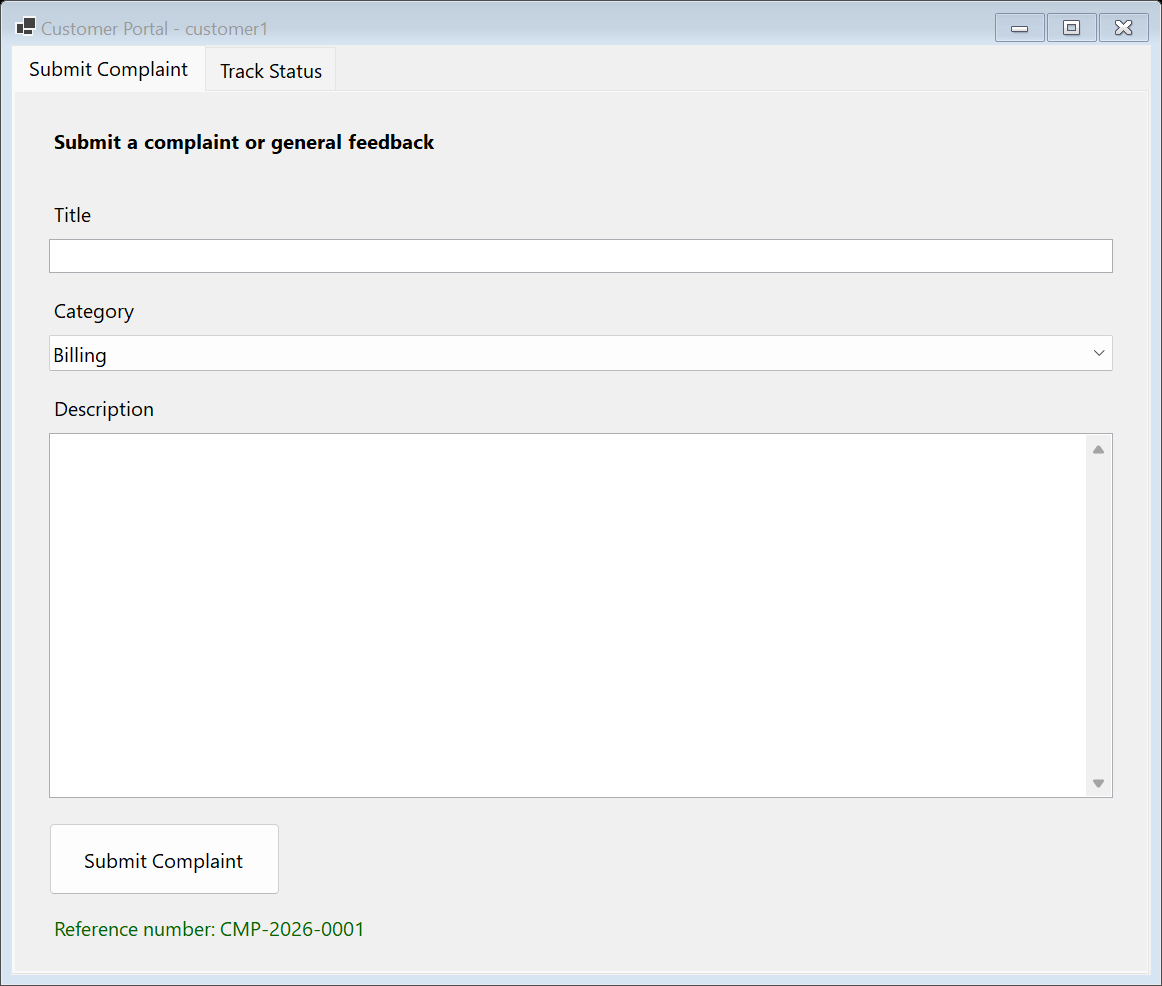 Customer Portal - customer1
Submit Complaint
Track Status
Submit a complaint or general feedback
Title
Category
Billing
Description
Submit Complaint
Reference number: CMP-2026-0001